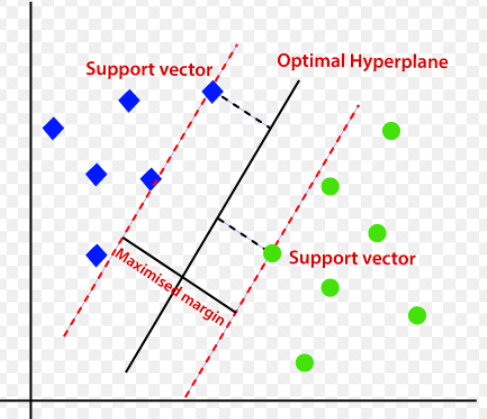 Optimal Hyperplane
Support vector
Maximised margin
Support vector